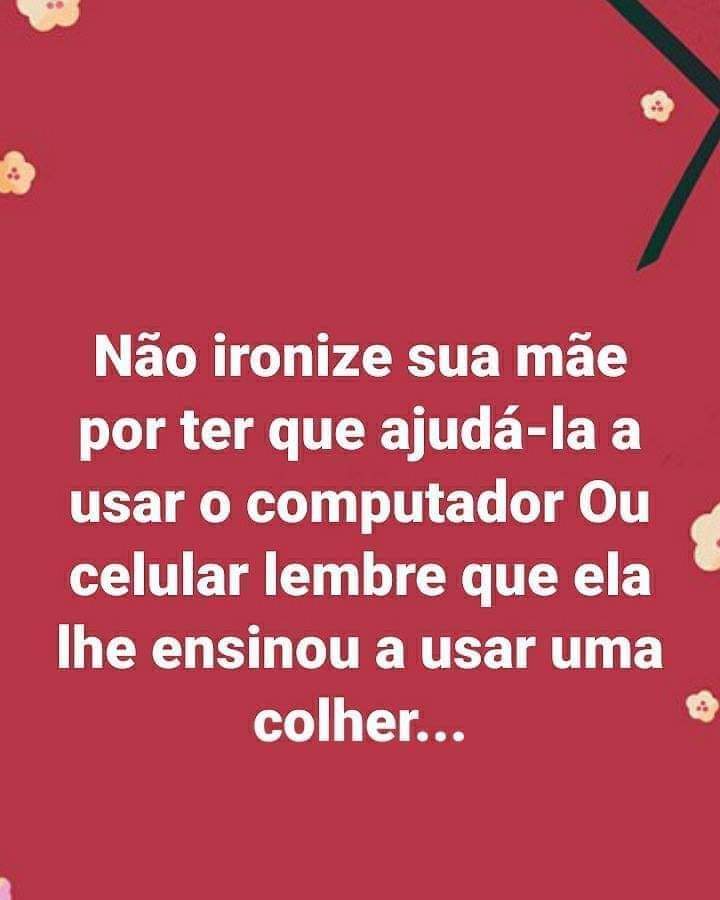 Não ironize sua mãe
por ter que ajudá-la a
usar o computador Ou
celular lembre que ela
lhe ensinou a usar uma
colher...